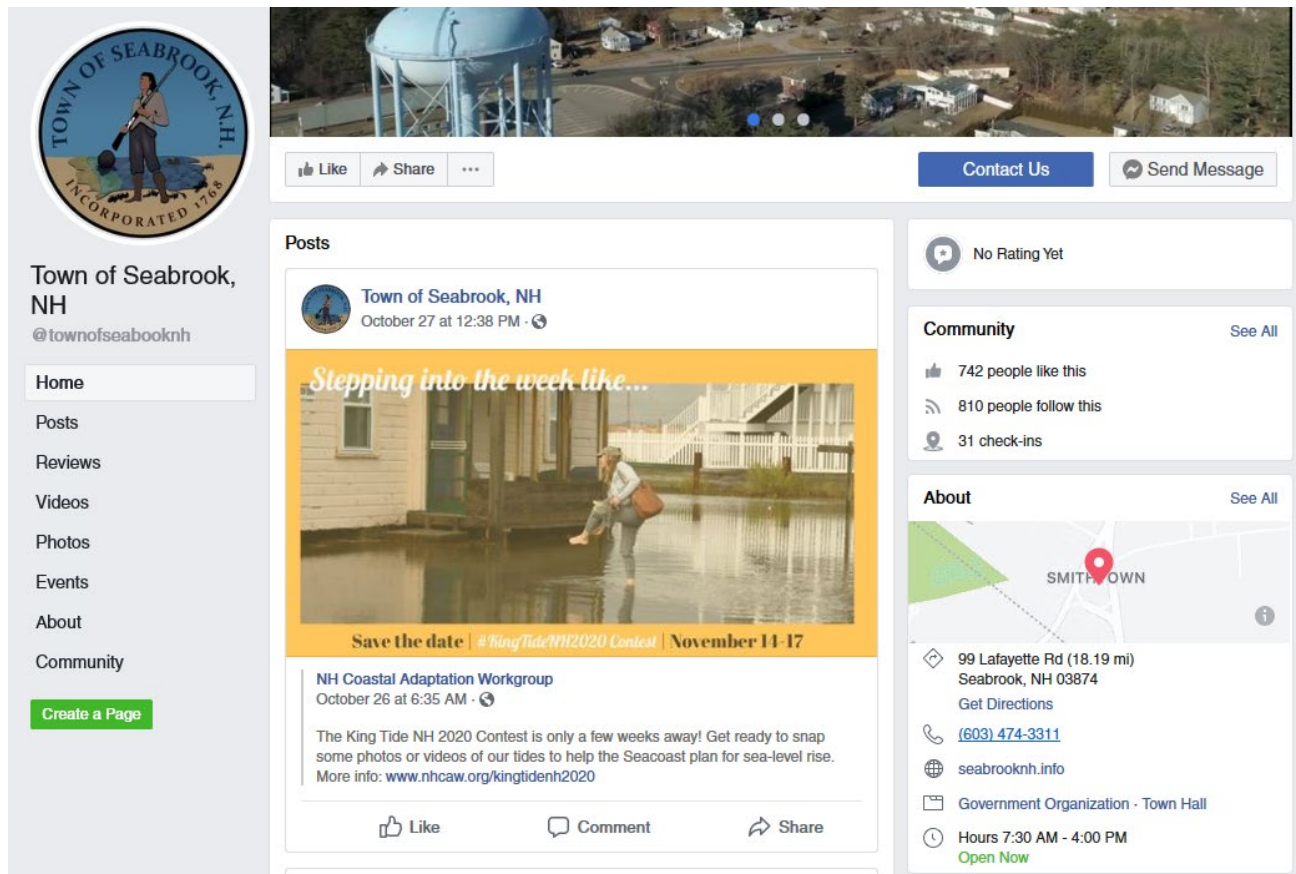 TOWN OF SEABROOK, N.H.
INCORPORATED 1768
Town of Seabrook,
NH
@townofseabooknh
Home
Posts
Reviews
Videos
Photos
Events
About
Community
Create a Page
Like
Share
Contact Us
Send Message
Posts
Town of Seabrook, NH
October 27 at 12:38 PM ·
Stepping into the week like...
Save the date | #KingTideNH2020 Contest | November 14-17
NH Coastal Adaptation Workgroup
October 26 at 6:35 AM ·
The King Tide NH 2020 Contest is only a few weeks away! Get ready to snap
some photos or videos of our tides to help the Seacoast plan for sea-level rise.
More info: www.nhcaw.org/kingtidenh2020
Like
Comment
Share
No Rating Yet
Community
See All
742 people like this
810 people follow this
31 check-ins
About
See All
SMITHTOWN
99 Lafayette Rd (18.19 mi)
Seabrook, NH 03874
Get Directions
(603) 474-3311
seabrooknh.info
Government Organization · Town Hall
Hours 7:30 AM - 4:00 PM
Open Now